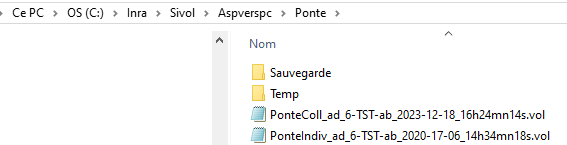 Ce PC > OS (C:) > Inra > Sivol > Aspverspc > Ponte
Nom
Sauvegarde
Temp
PonteColl_ad_6-TST-ab_2023-12-18_16h24mn14s.vol
PonteIndiv_ad_6-TST-ab_2020-17-06_14h34mn18s.vol